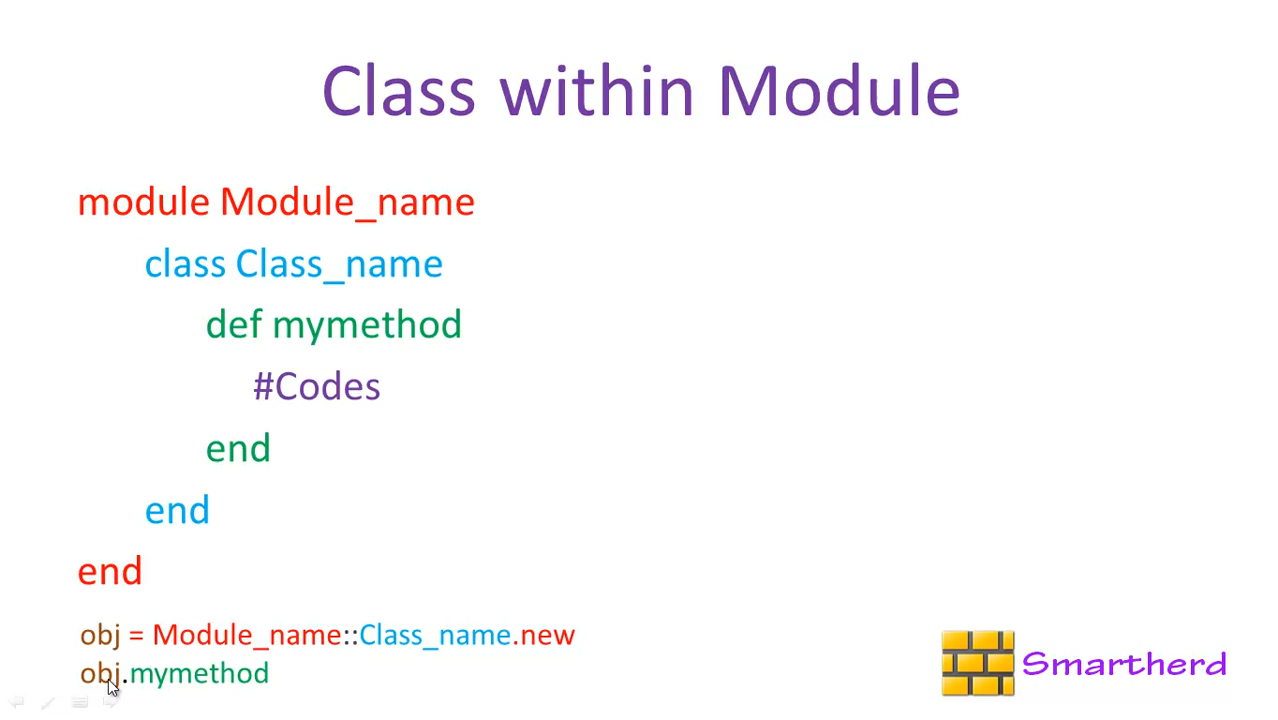 Class within Module
module Module_name
class Class_name
def mymethod
#Codes
end
end
end
obj = Module_name::Class_name.new
obj.mymethod
Smartherd